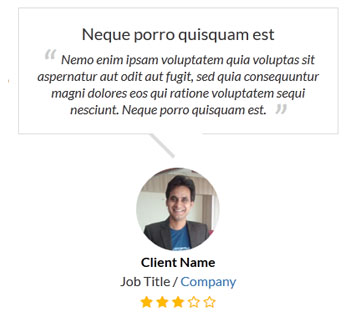 Neque porro quisquam est
“ Nemo enim ipsam voluptatem quia voluptas sit
aspernatur aut odit aut fugit, sed quia consequuntur
magni dolores eos qui ratione voluptatem sequi
nesciunt. Neque porro quisquam est. ”
Client Name
Job Title / Company